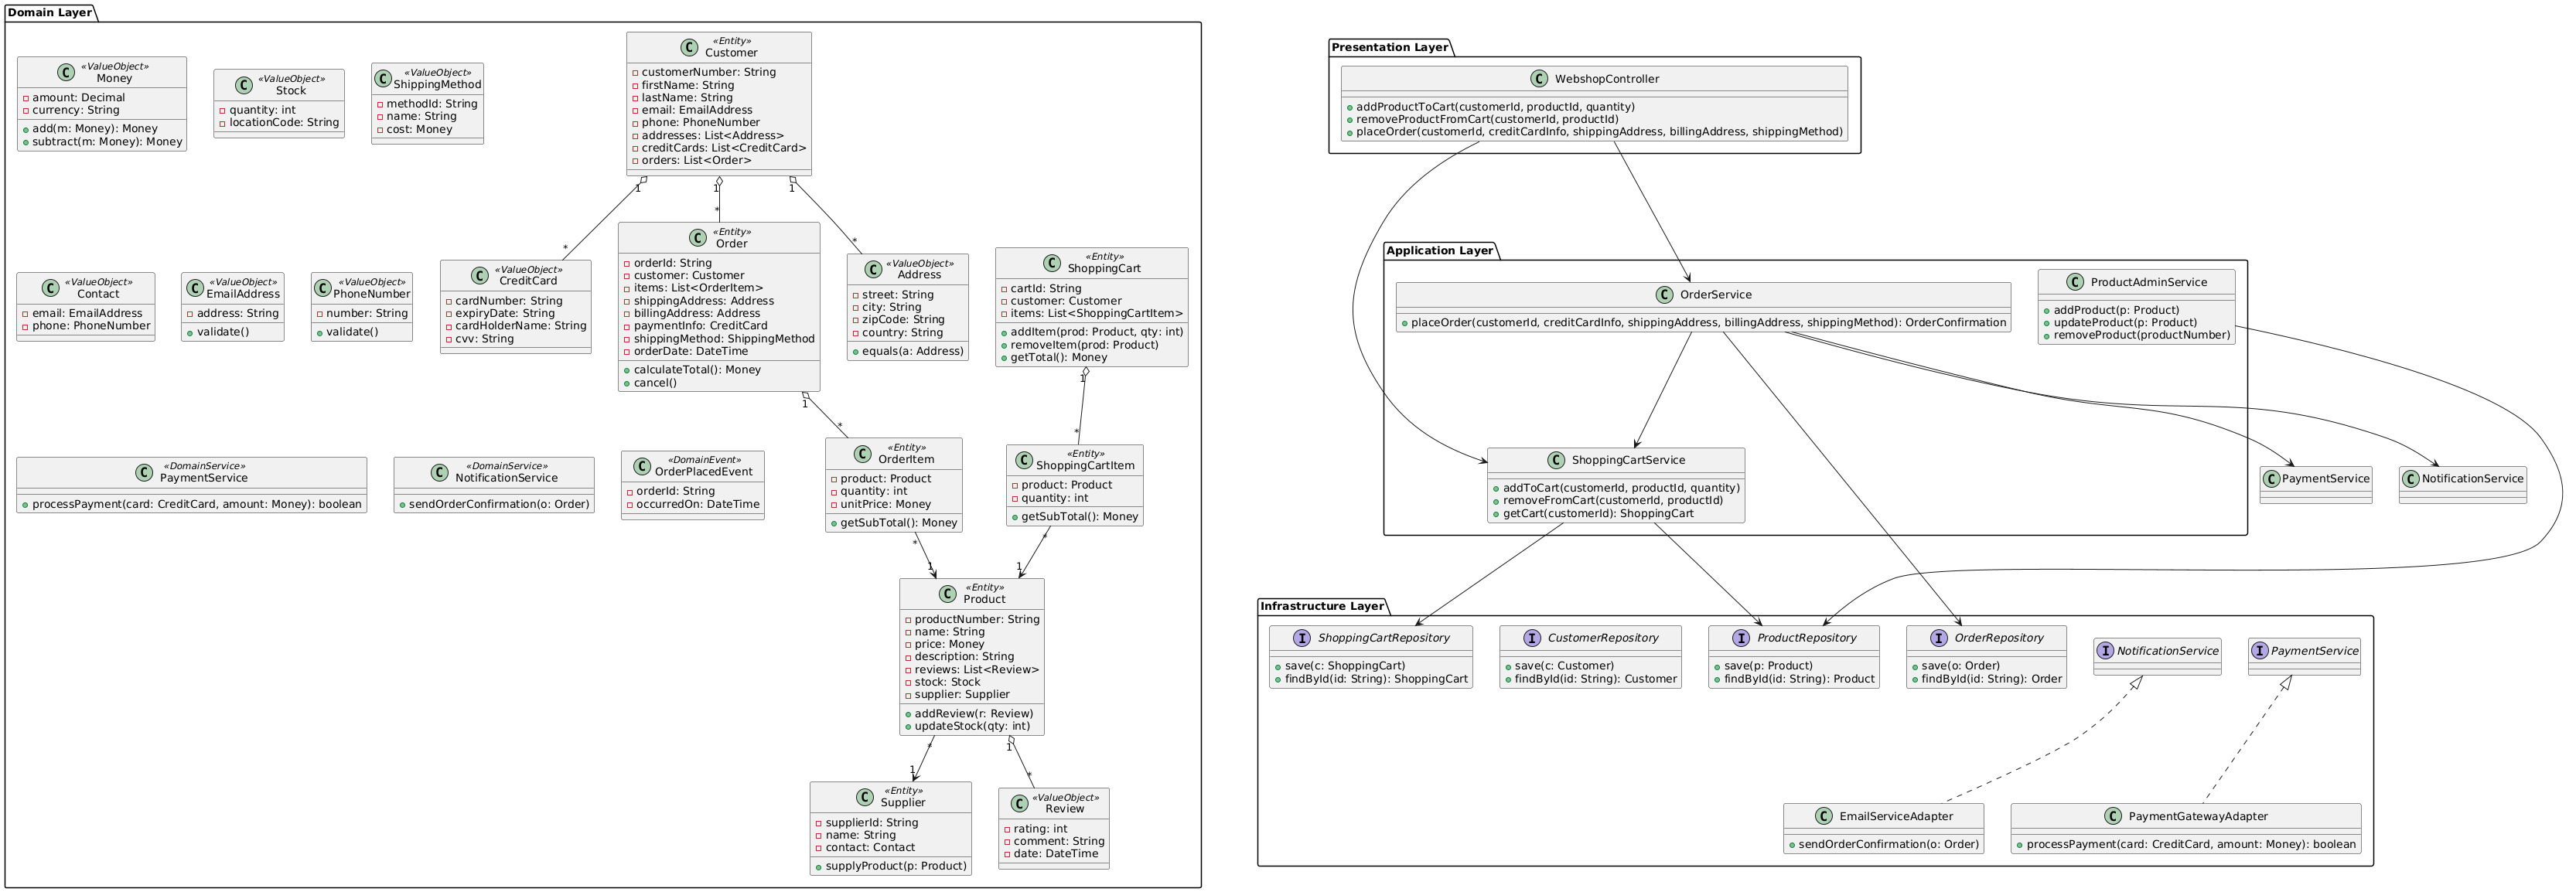 Domain Layer
«ValueObject»
Money
amount: Decimal
currency: String
add(m: Money): Money
subtract(m: Money): Money
«ValueObject»
Stock
quantity: int
locationCode: String
«ValueObject»
ShippingMethod
methodId: String
name: String
cost: Money
«Entity»
Customer
customerNumber: String
firstName: String
lastName: String
email: EmailAddress
phone: PhoneNumber
addresses: List<Address>
creditCards: List<CreditCard>
orders: List<Order>
1
1
1
*
*
*
«ValueObject»
Contact
email: EmailAddress
phone: PhoneNumber
«ValueObject»
EmailAddress
address: String
validate()
«ValueObject»
PhoneNumber
number: String
validate()
«ValueObject»
CreditCard
cardNumber: String
expiryDate: String
cardHolderName: String
cvv: String
«Entity»
Order
orderId: String
customer: Customer
items: List<OrderItem>
shippingAddress: Address
billingAddress: Address
paymentInfo: CreditCard
shippingMethod: ShippingMethod
orderDate: DateTime
calculateTotal(): Money
cancel()
«ValueObject»
Address
street: String
city: String
zipCode: String
country: String
equals(a: Address)
«Entity»
ShoppingCart
cartId: String
customer: Customer
items: List<ShoppingCartItem>
addItem(prod: Product, qty: int)
removeItem(prod: Product)
getTotal(): Money
1
*
1
*
«DomainService»
PaymentService
processPayment(card: CreditCard, amount: Money): boolean
«DomainService»
NotificationService
sendOrderConfirmation(o: Order)
«DomainEvent»
OrderPlacedEvent
orderId: String
occurredOn: DateTime
«Entity»
OrderItem
product: Product
quantity: int
unitPrice: Money
getSubTotal(): Money
«Entity»
ShoppingCartItem
product: Product
quantity: int
getSubTotal(): Money
*
1
*
1
«Entity»
Product
productNumber: String
name: String
price: Money
description: String
reviews: List<Review>
stock: Stock
supplier: Supplier
addReview(r: Review)
updateStock(qty: int)
*
1
1
*
«Entity»
Supplier
supplierId: String
name: String
contact: Contact
supplyProduct(p: Product)
«ValueObject»
Review
rating: int
comment: String
date: DateTime
Presentation Layer
WebshopController
addProductToCart(customerId, productId, quantity)
removeProductFromCart(customerId, productId)
placeOrder(customerId, creditCardInfo, shippingAddress, billingAddress, shippingMethod)
Application Layer
OrderService
placeOrder(customerId, creditCardInfo, shippingAddress, billingAddress, shippingMethod): OrderConfirmation
ProductAdminService
addProduct(p: Product)
updateProduct(p: Product)
removeProduct(productNumber)
ShoppingCartService
addToCart(customerId, productId, quantity)
removeFromCart(customerId, productId)
getCart(customerId): ShoppingCart
PaymentService
NotificationService
Infrastructure Layer
ShoppingCartRepository
save(c: ShoppingCart)
findById(id: String): ShoppingCart
CustomerRepository
save(c: Customer)
findById(id: String): Customer
ProductRepository
save(p: Product)
findById(id: String): Product
OrderRepository
save(o: Order)
findById(id: String): Order
NotificationService
PaymentService
EmailServiceAdapter
sendOrderConfirmation(o: Order)
PaymentGatewayAdapter
processPayment(card: CreditCard, amount: Money): boolean